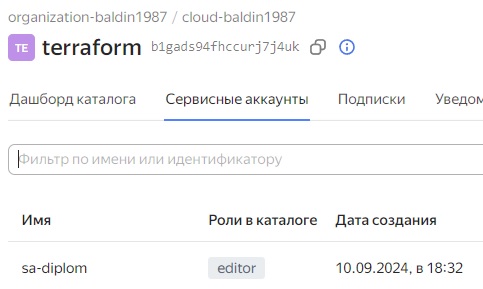 organization-baldin1987 / cloud-baldin1987
TE terraform b1gads94fhccurj7j4uk
Дашборд каталога Сервисные аккаунты Подписки Уведом
Фильтр по имени или идентификатору
Имя Роли в каталоге Дата создания
sa-diplom editor 10.09.2024, в 18:32